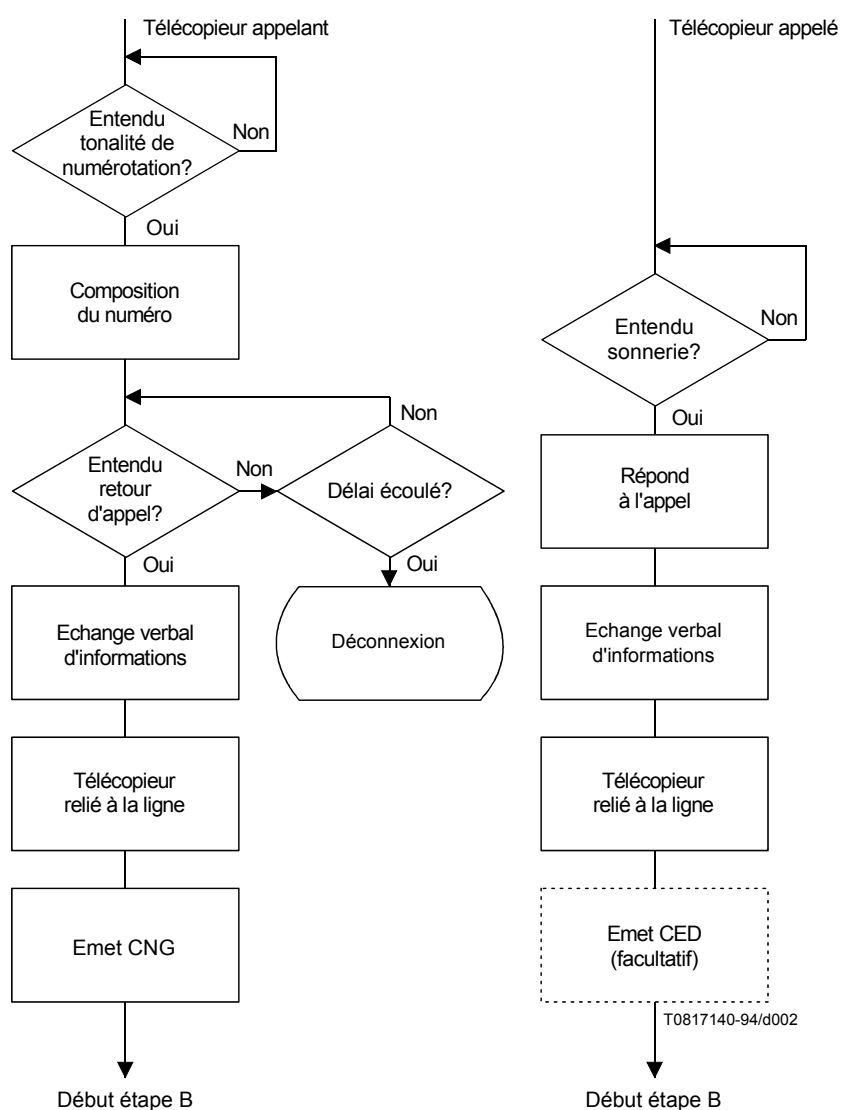 Télécopieur appelant
Entendu
tonalité de
numérotation?
Non
Oui
Composition
du numéro
Entendu
retour
d'appel?
Non
Non
Délai écoulé?
Oui
Oui
Echange verbal
d'informations
Déconnexion
Télécopieur
relié à la ligne
Emet CNG
Début étape B
Télécopieur appelé
Entendu
sonnerie?
Non
Oui
Répond
à l'appel
Echange verbal
d'informations
Télécopieur
relié à la ligne
Emet CED
(facultatif)
T0817140-94/d002
Début étape B